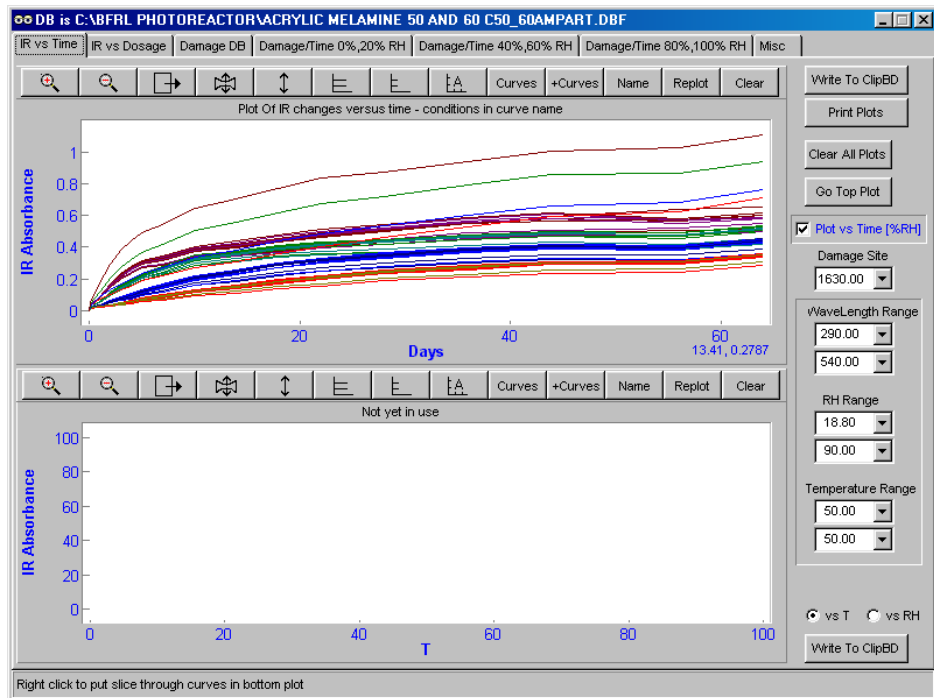 DB is C:\BFRL PHOTOREACTOR\ACRYLIC MELAMINE 50 AND 60 C50_60AMPART.DBF
IR vs Time IR vs Dosage Damage DB Damage/Time 0%,20% RH Damage/Time 40%,60% RH Damage/Time 80%,100% RH Misc
Curves +Curves Name Replot Clear
Plot Of IR changes versus time - conditions in curve name
IR Absorbance
1
0.8
0.6
0.4
0.2
0
0 20 40 60
Days
13.41, 0.2787
Curves +Curves Name Replot Clear
Not yet in use
IR Absorbance
100
80
60
40
20
0
0 20 40 60 80 100
T
Write To ClipBD
Print Plots
Clear All Plots
Go Top Plot
Plot vs Time [%RH]
Damage Site
1630.00
WaveLength Range
290.00
540.00
RH Range
18.80
90.00
Temperature Range
50.00
50.00
vs T vs RH
Write To ClipBD
Right click to put slice through curves in bottom plot